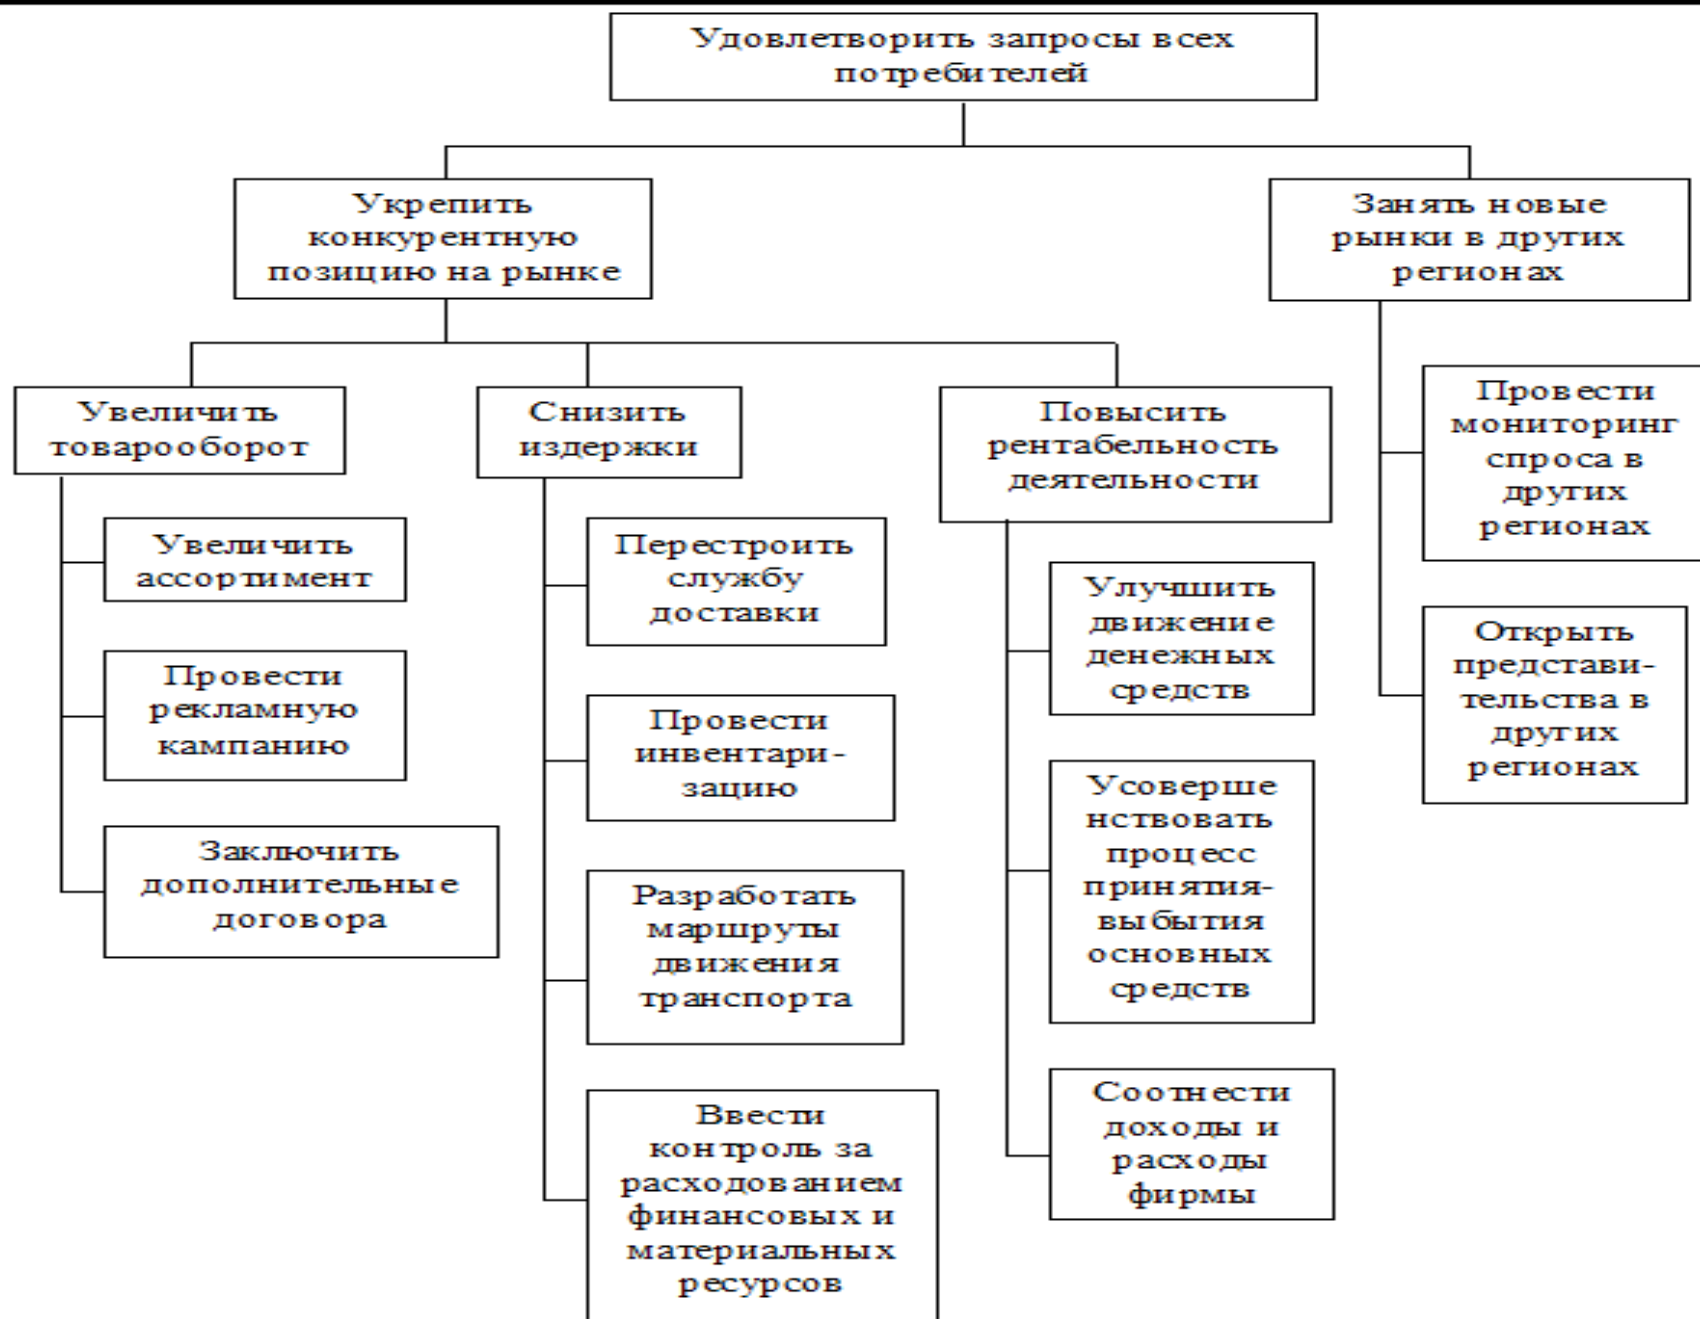 Удовлетворить запросы всех
потребителей
Укрепить
конкурентную
позицию на рынке
Занять новые
рынки в других
регионах
Увеличить
товарооборот
Увеличить
ассортимент
Провести
рекламную
кампанию
Заключить
дополнительные
договора
Снизить
издержки
Перестроить
службу
доставки
Провести
инвентари-
зацию
Разработать
маршруты
движения
транспорта
Ввести
контроль за
расходованием
финансовых и
материальных
ресурсов
Повысить
рентабельность
деятельности
Улучшить
движение
денежных
средств
Усоверше
нствовать
процесс
принятия-
выбытия
основных
средств
Соотнести
доходы и
расходы
фирмы
Провести
мониторинг
спроса в
других
регионах
Открыть
представи-
тельства в
других
регионах